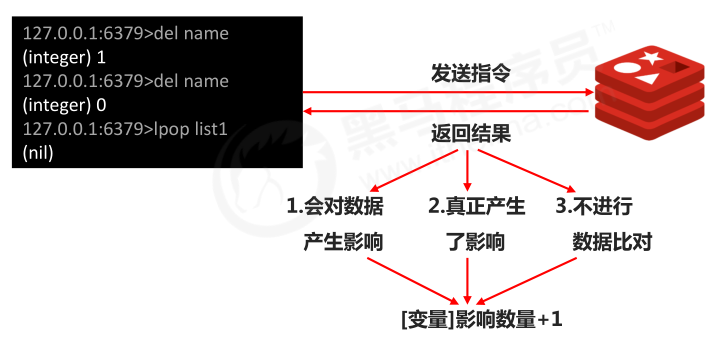 127.0.0.1:6379>del name
(integer) 1
127.0.0.1:6379>del name
(integer) 0
127.0.0.1:6379>lpop list1
(nil)
发送指令
返回结果
1.会对数据
产生影响
2.真正产生
了影响
3.不进行
数据比对
[变量]影响数量+1
黑马程序员™